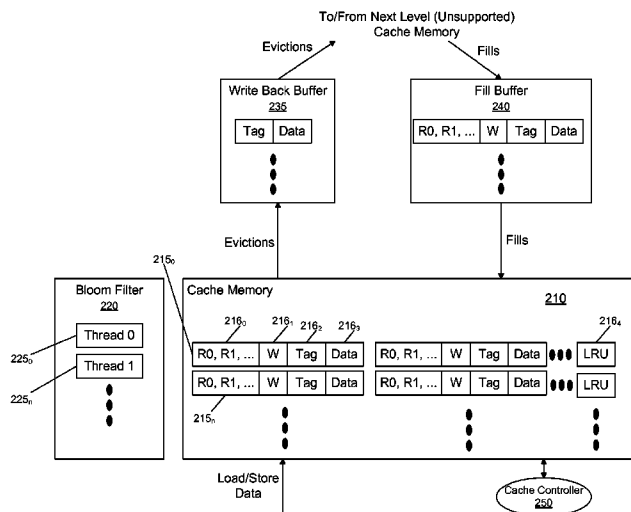 To/From Next Level (Unsupported)
Cache Memory
Evictions
Fills
Write Back Buffer
235
Tag Data
Fill Buffer
240
R0, R1, ... W Tag Data
Evictions
Fills
Bloom Filter
220
Thread 0
Thread 1
225₀
225ₙ
215₀
Cache Memory
210
216₀ 216₁ 216₂ 216₃ 216₄
R0, R1, ... W Tag Data R0, R1, ... W Tag Data LRU
R0, R1, ... W Tag Data R0, R1, ... W Tag Data LRU
215ₙ
Load/Store
Data
Cache Controller
250